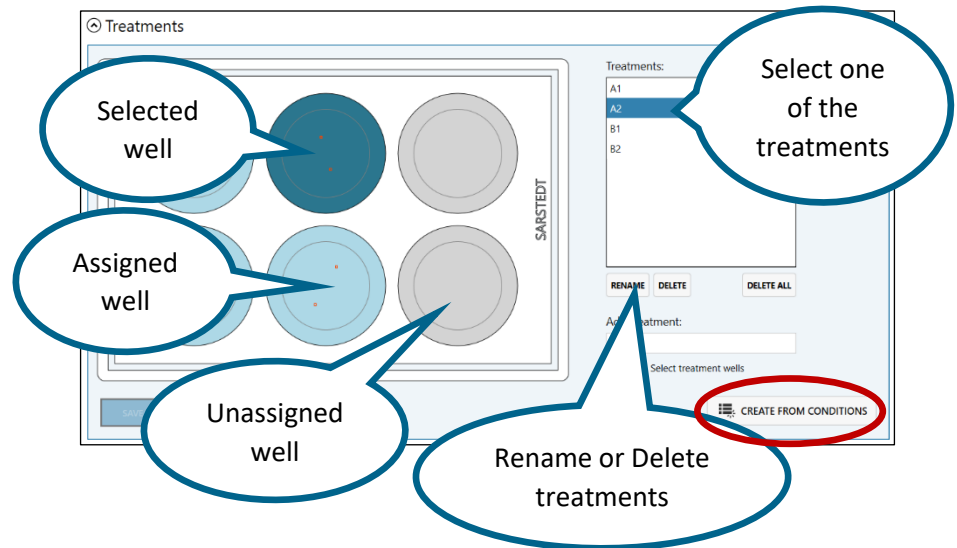 Treatments
Selected
well
Assigned
well
Unassigned
well
SARSTEDT
Treatments:
A1
A2
B1
B2
Select one
of the
treatments
RENAME DELETE DELETE ALL
Select treatment wells
CREATE FROM CONDITIONS
Rename or Delete
treatments